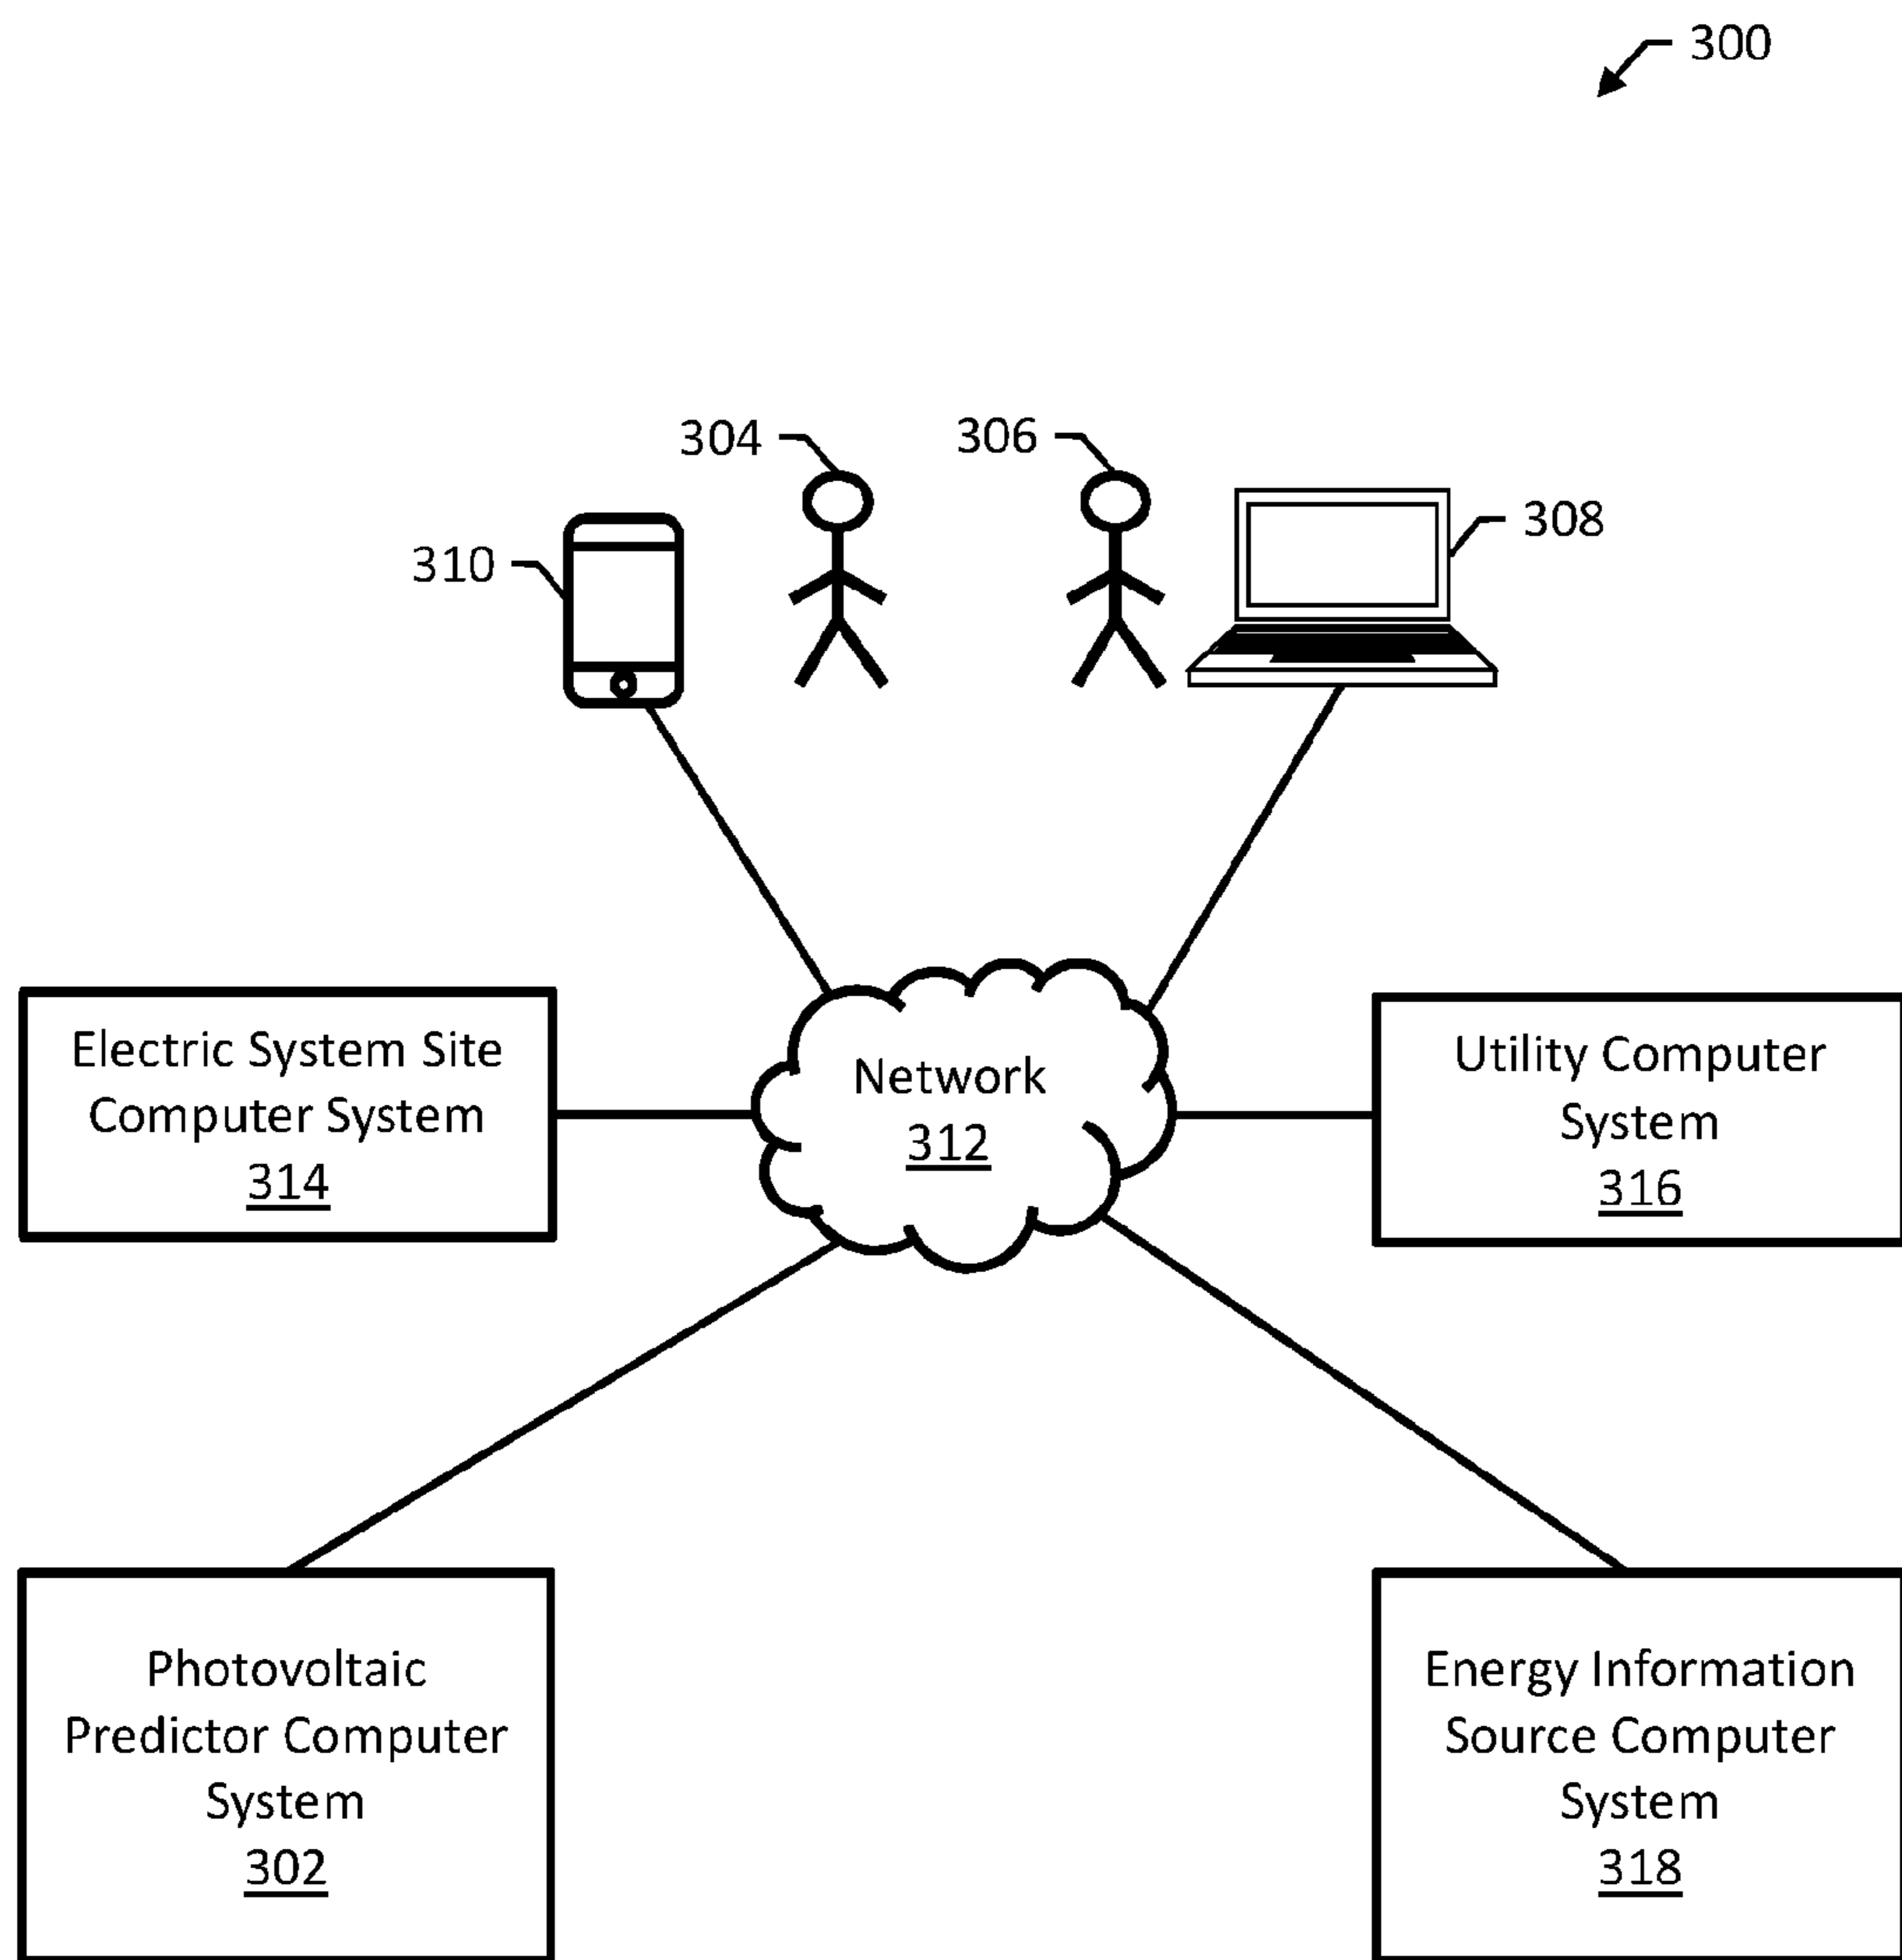 300
304
306
308
310
Electric System Site
Computer System
314
Network
312
Utility Computer
System
316
Photovoltaic
Predictor Computer
System
302
Energy Information
Source Computer
System
318